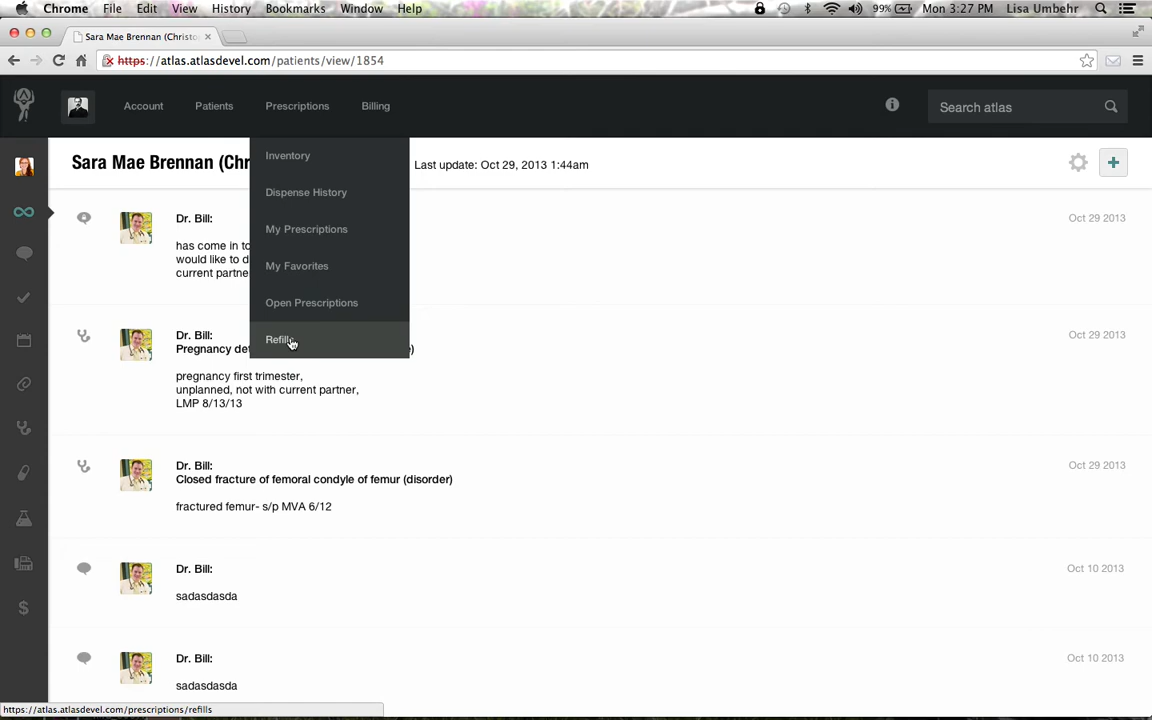 Chrome File Edit View History Bookmarks Window Help 99% Mon 3:27 PM Lisa Umbehr
Sara Mae Brennan (Christo
https://atlas.atlasdevel.com/patients/view/1854
Account Patients Prescriptions Billing Search atlas
Sara Mae Brennan (Chr Last update: Oct 29, 2013 1:44am
Inventory
Dispense History
My Prescriptions
My Favorites
Open Prescriptions
Refills
Dr. Bill: Oct 29 2013
has come in to
would like to d
current partne
Dr. Bill: Oct 29 2013
Pregnancy det )
pregnancy first trimester,
unplanned, not with current partner,
LMP 8/13/13
Dr. Bill: Oct 29 2013
Closed fracture of femoral condyle of femur (disorder)
fractured femur- s/p MVA 6/12
Dr. Bill: Oct 10 2013
sadasdasda
Dr. Bill: Oct 10 2013
sadasdasda
https://atlas.atlasdevel.com/prescriptions/refills